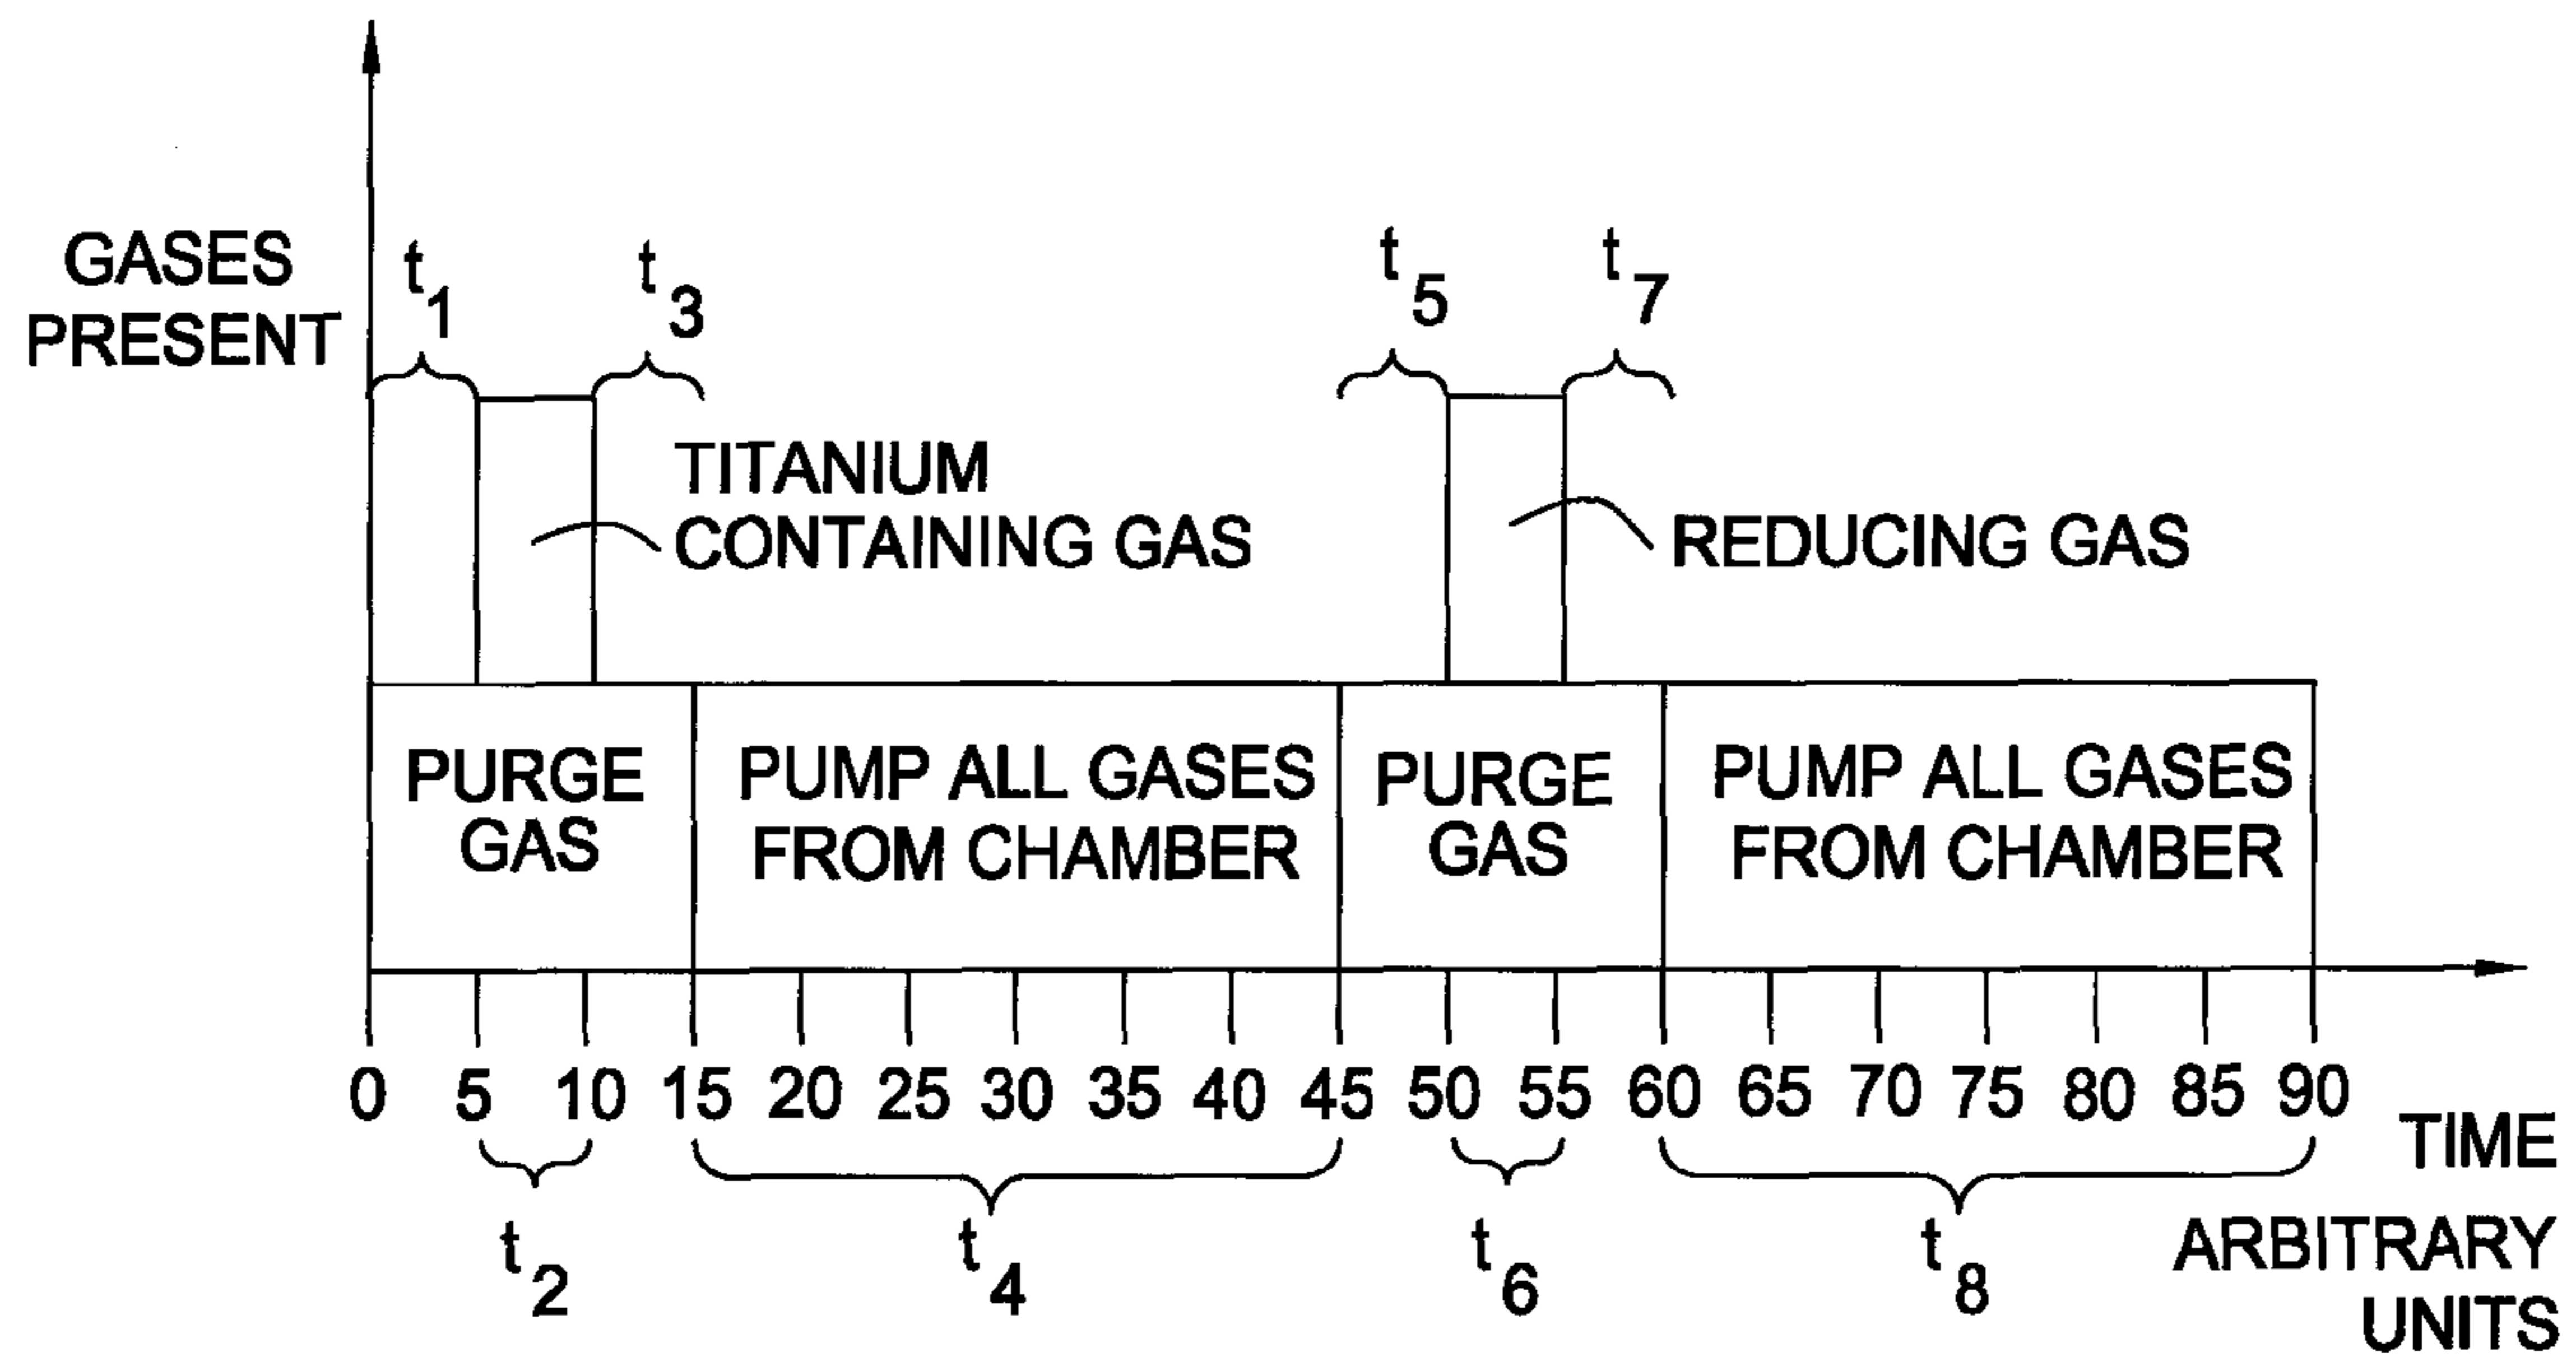 GASES
PRESENT
t1
t3
t5
t7
TITANIUM
CONTAINING GAS
REDUCING GAS
PURGE
GAS
PUMP ALL GASES
FROM CHAMBER
PURGE
GAS
PUMP ALL GASES
FROM CHAMBER
0 5 10 15 20 25 30 35 40 45 50 55 60 65 70 75 80 85 90
TIME
ARBITRARY
UNITS
t2
t4
t6
t8